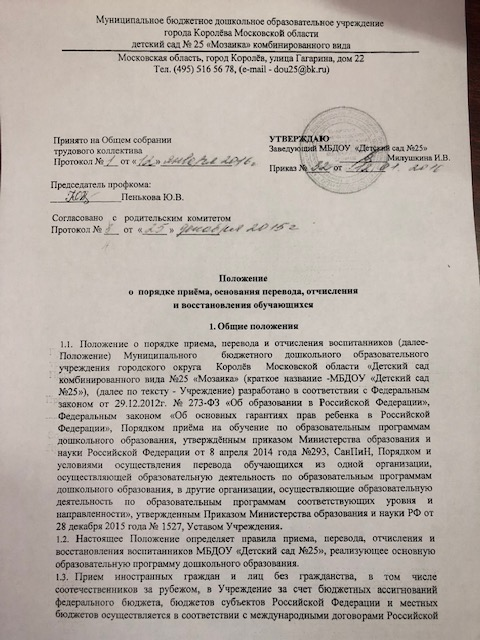 Муниципальное бюджетное дошкольное образовательное учреждение
города Королёва Московской области
детский сад № 25 «Мозаика» комбинированного вида
Московская область, город Королёв, улица Гагарина, дом 22
Тел. (495) 516 56 78, (e-mail - dou25@bk.ru)
Принято на Общем собрании
трудового коллектива
Протокол № 1 от «12» января 2016г
УТВЕРЖДАЮ
Заведующий МБДОУ «Детский сад №25»
Милушкина И.В.
Приказ № 22 от 12.01.2016
Председатель профкома:
Пенькова Ю.В.
Согласовано с родительским комитетом
Протокол № 8 от «25» декабря 2015г
Положение
о порядке приёма, основания перевода, отчисления
и восстановления обучающихся
1. Общие положения
1.1. Положение о порядке приема, перевода и отчисления воспитанников (далее-
Положение) Муниципального бюджетного дошкольного образовательного
учреждения городского округа Королёв Московской области «Детский сад
комбинированного вида №25 «Мозаика» (краткое название -МБДОУ «Детский сад
№25»), (далее по тексту - Учреждение) разработано в соответствии с Федеральным
законом от 29.12.2012г. № 273-ФЗ «Об образовании в Российской Федерации»,
Федеральным законом «Об основных гарантиях прав ребенка в Российской
Федерации», Порядком приёма на обучение по образовательным программам
дошкольного образования, утверждённым приказом Министерства образования и
науки Российской Федерации от 8 апреля 2014 года №293, СанПиН, Порядком и
условиями осуществления перевода обучающихся из одной организации,
осуществляющей образовательную деятельность по образовательным программам
дошкольного образования, в другие организации, осуществляющие образовательную
деятельность по образовательным программам соответствующих уровня и
направленности», утвержденным Приказом Министерства образования и науки РФ от
28 декабря 2015 года № 1527, Уставом Учреждения.
1.2. Настоящее Положение определяет правила приема, перевода, отчисления и
восстановления воспитанников МБДОУ «Детский сад №25», реализующее основную
образовательную программу дошкольного образования.
1.3. Прием иностранных граждан и лиц без гражданства, в том числе
соотечественников за рубежом, в Учреждение за счет бюджетных ассигнований
федерального бюджета, бюджетов субъектов Российской Федерации и местных
бюджетов осуществляется в соответствии с международными договорами Российской